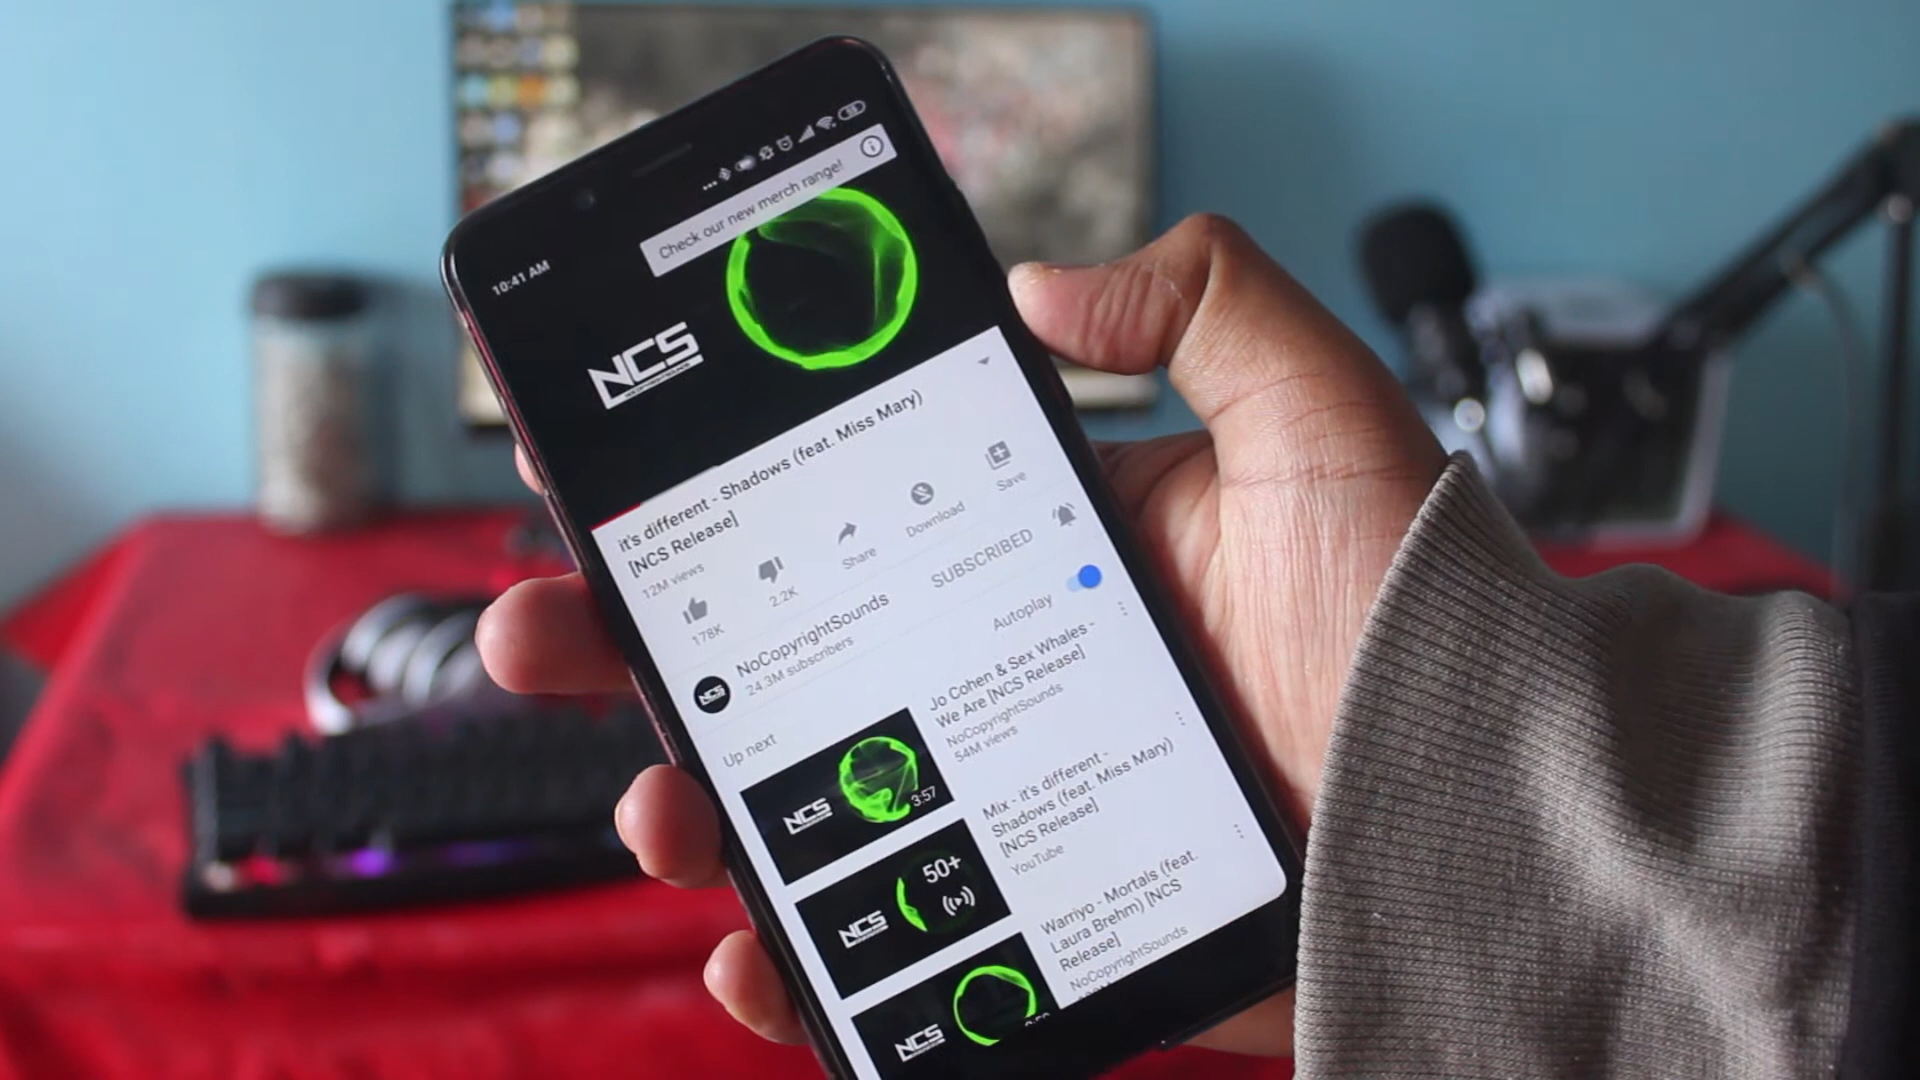 10:41 AM
Check our new merch range!
NCS
it's different - Shadows (feat. Miss Mary)
[NCS Release]
12M views
178K
2.2K
Share
Download
Save
NoCopyrightSounds
24.3M subscribers
SUBSCRIBED
NCS
Up next
Autoplay
NCS
3:57
Jo Cohen & Sex Whales -
We Are [NCS Release]
NoCopyrightSounds
54M views
NCS
50+
Mix - it's different -
Shadows (feat. Miss Mary)
[NCS Release]
YouTube
NCS
Warriyo - Mortals (feat.
Laura Brehm) [NCS
Release]
NoCopyrightSounds